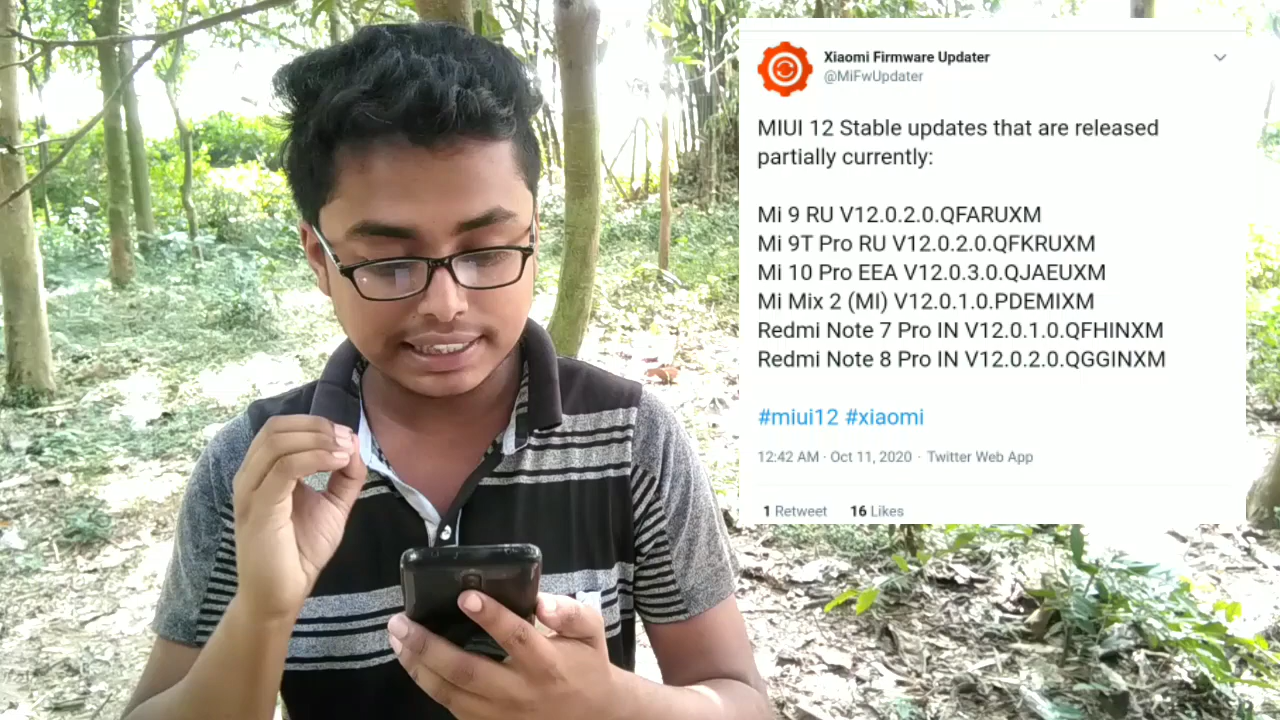 Xiaomi Firmware Updater
@MiFwUpdater
MIUI 12 Stable updates that are released
partially currently:
Mi 9 RU V12.0.2.0.QFARUXM
Mi 9T Pro RU V12.0.2.0.QFKRUXM
Mi 10 Pro EEA V12.0.3.0.QJAEUXM
Mi Mix 2 (MI) V12.0.1.0.PDEMIXM
Redmi Note 7 Pro IN V12.0.1.0.QFHINXM
Redmi Note 8 Pro IN V12.0.2.0.QGGINXM
#miui12 #xiaomi
12:42 AM · Oct 11, 2020 · Twitter Web App
1 Retweet 16 Likes